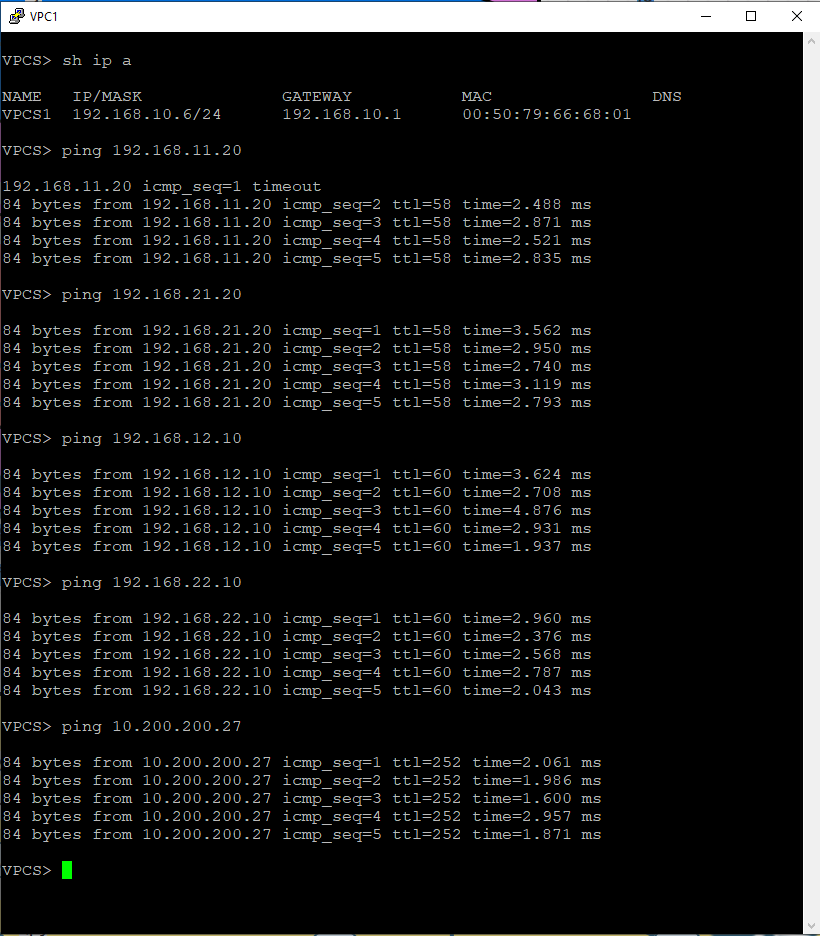 VPC1
VPCS> sh ip a
NAME IP/MASK GATEWAY MAC DNS
VPCS1 192.168.10.6/24 192.168.10.1 00:50:79:66:68:01
VPCS> ping 192.168.11.20
192.168.11.20 icmp_seq=1 timeout
84 bytes from 192.168.11.20 icmp_seq=2 ttl=58 time=2.488 ms
84 bytes from 192.168.11.20 icmp_seq=3 ttl=58 time=2.871 ms
84 bytes from 192.168.11.20 icmp_seq=4 ttl=58 time=2.521 ms
84 bytes from 192.168.11.20 icmp_seq=5 ttl=58 time=2.835 ms
VPCS> ping 192.168.21.20
84 bytes from 192.168.21.20 icmp_seq=1 ttl=58 time=3.562 ms
84 bytes from 192.168.21.20 icmp_seq=2 ttl=58 time=2.950 ms
84 bytes from 192.168.21.20 icmp_seq=3 ttl=58 time=2.740 ms
84 bytes from 192.168.21.20 icmp_seq=4 ttl=58 time=3.119 ms
84 bytes from 192.168.21.20 icmp_seq=5 ttl=58 time=2.793 ms
VPCS> ping 192.168.12.10
84 bytes from 192.168.12.10 icmp_seq=1 ttl=60 time=3.624 ms
84 bytes from 192.168.12.10 icmp_seq=2 ttl=60 time=2.708 ms
84 bytes from 192.168.12.10 icmp_seq=3 ttl=60 time=4.876 ms
84 bytes from 192.168.12.10 icmp_seq=4 ttl=60 time=2.931 ms
84 bytes from 192.168.12.10 icmp_seq=5 ttl=60 time=1.937 ms
VPCS> ping 192.168.22.10
84 bytes from 192.168.22.10 icmp_seq=1 ttl=60 time=2.960 ms
84 bytes from 192.168.22.10 icmp_seq=2 ttl=60 time=2.376 ms
84 bytes from 192.168.22.10 icmp_seq=3 ttl=60 time=2.568 ms
84 bytes from 192.168.22.10 icmp_seq=4 ttl=60 time=2.787 ms
84 bytes from 192.168.22.10 icmp_seq=5 ttl=60 time=2.043 ms
VPCS> ping 10.200.200.27
84 bytes from 10.200.200.27 icmp_seq=1 ttl=252 time=2.061 ms
84 bytes from 10.200.200.27 icmp_seq=2 ttl=252 time=1.986 ms
84 bytes from 10.200.200.27 icmp_seq=3 ttl=252 time=1.600 ms
84 bytes from 10.200.200.27 icmp_seq=4 ttl=252 time=2.957 ms
84 bytes from 10.200.200.27 icmp_seq=5 ttl=252 time=1.871 ms
VPCS>